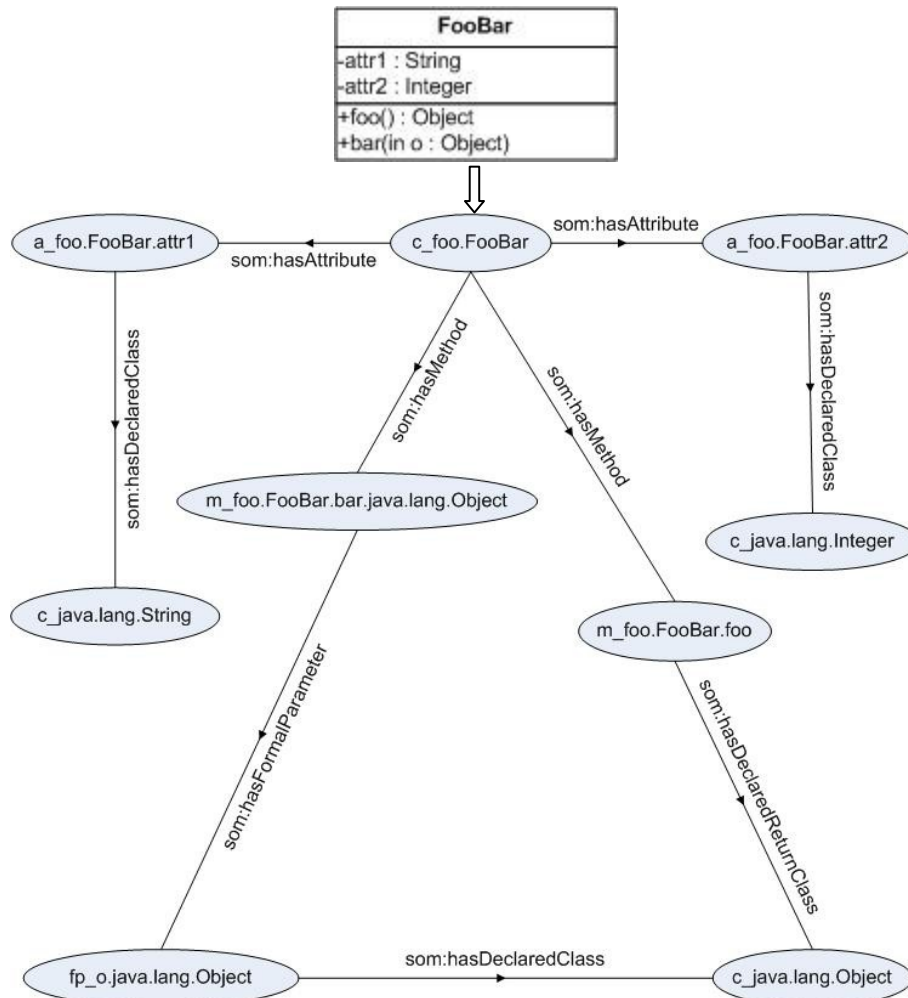 FooBar
-attr1 : String
-attr2 : Integer
+foo() : Object
+bar(in o : Object)
a_foo.FooBar.attr1
som:hasAttribute
c_foo.FooBar
som:hasAttribute
a_foo.FooBar.attr2
som:hasDeclaredClass
som:hasMethod
som:hasMethod
som:hasDeclaredClass
m_foo.FooBar.bar.java.lang.Object
c_java.lang.Integer
c_java.lang.String
m_foo.FooBar.foo
som:hasFormalParameter
som:hasDeclaredReturnClass
fp_o.java.lang.Object
som:hasDeclaredClass
c_java.lang.Object